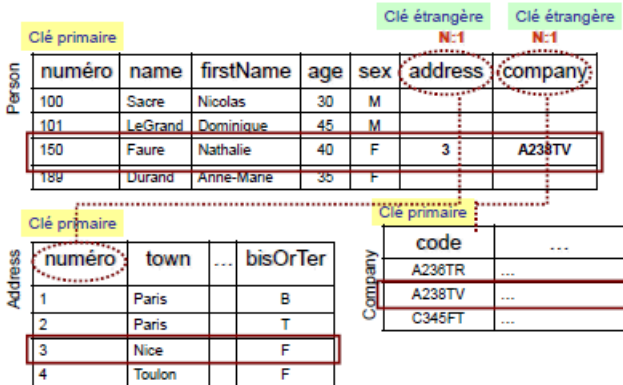 Clé étrangère Clé étrangère
Clé primaire N:1 N:1
Person
numéro name firstName age sex address company
100 Sacre Nicolas 30 M
101 LeGrand Dominique 45 M
150 Faure Nathalie 40 F 3 A238TV
189 Durand Anne-Marie 35 F
Clé primaire
Address
numéro town ... bisOrTer
1 Paris B
2 Paris T
3 Nice F
4 Toulon F
Clé primaire
Company
code ...
A236TR ...
A238TV ...
C345FT ...